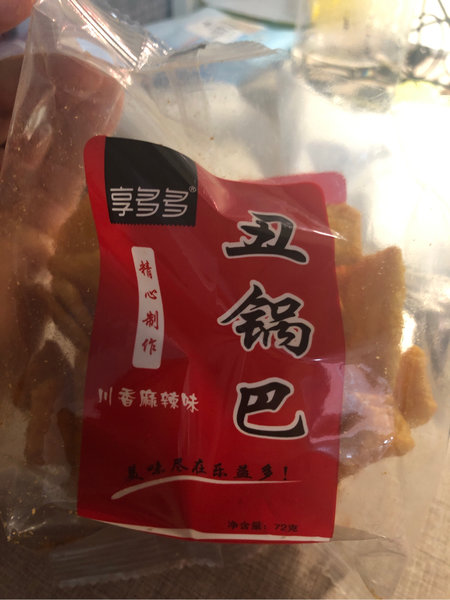 享多多®
丑锅巴
精心制作
川香麻辣味
美味尽在乐益多!
净含量:72克